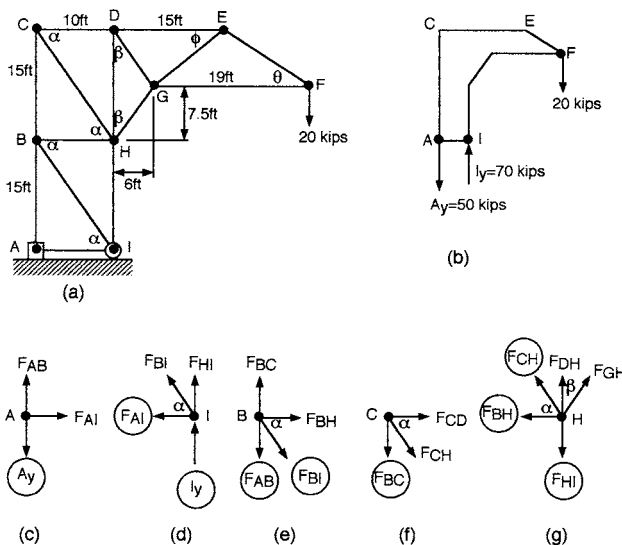 C 10ft D 15ft E
α β ϕ
15ft 19ft θ F
G
β 7.5ft
B α α H 20 kips
6ft
15ft
A α I
(a)
C E
F
20 kips
A I
Iy=70 kips
Ay=50 kips
(b)
FAB
A FAI
Ay
(c)
FBI FHI
FAI α I
Iy
(d)
FBC
B α FBH
FAB FBI
(e)
C α FCD
FCH
FBC
(f)
FCH FDH FGH
β
FBH α H
FHI
(g)